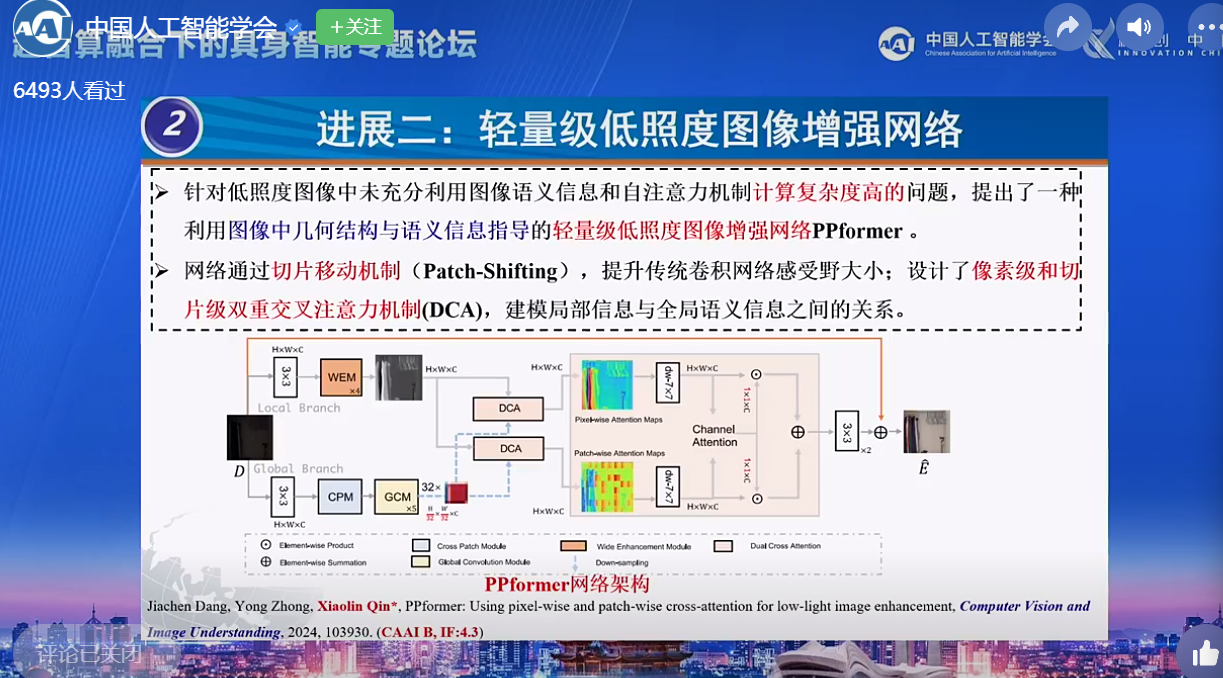 中国人工智能学会
+关注
智算融合下的具身智能专题论坛
中国人工智能学会
Chinese Association for Artificial Intelligence
INNOVATION CHI
6493人看过
2
进展二：轻量级低照度图像增强网络
➢ 针对低照度图像中未充分利用图像语义信息和自注意力机制计算复杂度高的问题，提出了一种
利用图像中几何结构与语义信息指导的轻量级低照度图像增强网络PPformer 。
➢ 网络通过切片移动机制（Patch-Shifting），提升传统卷积网络感受野大小；设计了像素级和切
片级双重交叉注意力机制(DCA)，建模局部信息与全局语义信息之间的关系。
H×W×C
3×3
WEM
×4
H×W×C
Local Branch
DCA
H×W×C
Pixel-wise Attention Maps
dw-7×7
H×W×C
1×1×C
Channel
Attention
3×3
×2
Ê
D
Global Branch
3×3
H×W×C
CPM
GCM
×5
32×
H/32×W/32×C
DCA
H×W×C
Patch-wise Attention Maps
dw-7×7
H×W×C
1×1×C
Element-wise Product
Cross Patch Module
Wide Enhancement Module
Dual Cross Attention
Element-wise Summation
Global Convolution Module
Down-sampling
PPformer网络架构
Jiachen Dang, Yong Zhong, Xiaolin Qin*, PPformer: Using pixel-wise and patch-wise cross-attention for low-light image enhancement, Computer Vision and
Image Understanding, 2024, 103930. (CAAI B, IF:4.3)
评论已关闭